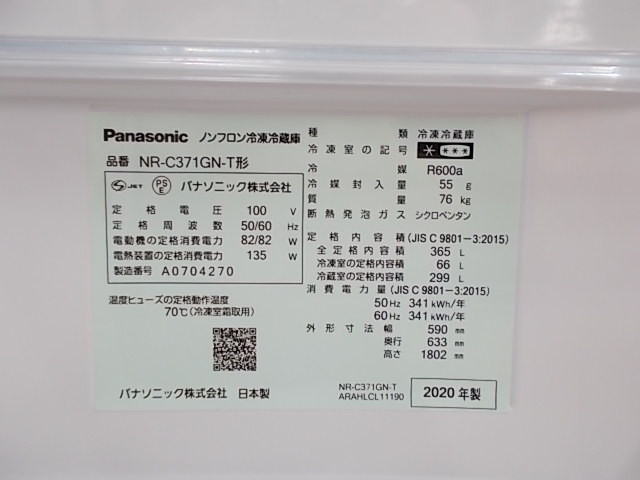 Panasonic ノンフロン冷凍冷蔵庫
品番 NR-C371GN-T形
JET PSE パナソニック株式会社
定格電圧 100 V
定格周波数 50/60 Hz
電動機の定格消費電力 82/82 W
電熱装置の定格消費電力 135 W
製造番号 A0704270
温度ヒューズの定格動作温度
70℃(冷凍室霜取用)
パナソニック株式会社 日本製
種類 冷凍冷蔵庫
冷凍室の記号
冷媒 R600a
冷媒封入量 55 g
質量 76 kg
断熱発泡ガス シクロペンタン
定格内容積(JIS C 9801-3:2015)
全定格内容積 365 L
冷凍室の定格内容積 66 L
冷蔵室の定格内容積 299 L
消費電力量(JIS C 9801-3:2015)
50Hz 341kWh/年
60Hz 341kWh/年
外形寸法 幅 590 mm
奥行 633 mm
高さ 1802 mm
NR-C371GN-T
ARAHLCL11190
2020年製